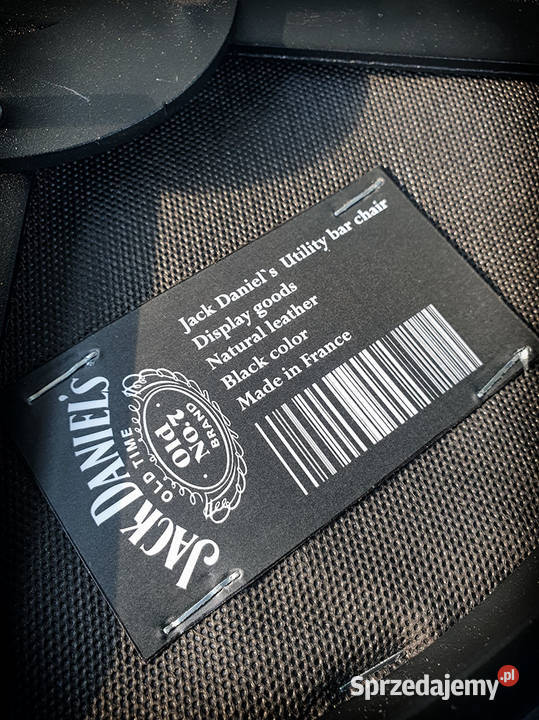 Jack Daniel`s Utility bar chair
Display goods
Natural leather
Black color
Made in France
JACK DANIEL'S
OLD TIME
Old
No.7
BRAND
Sprzedajemy.pl